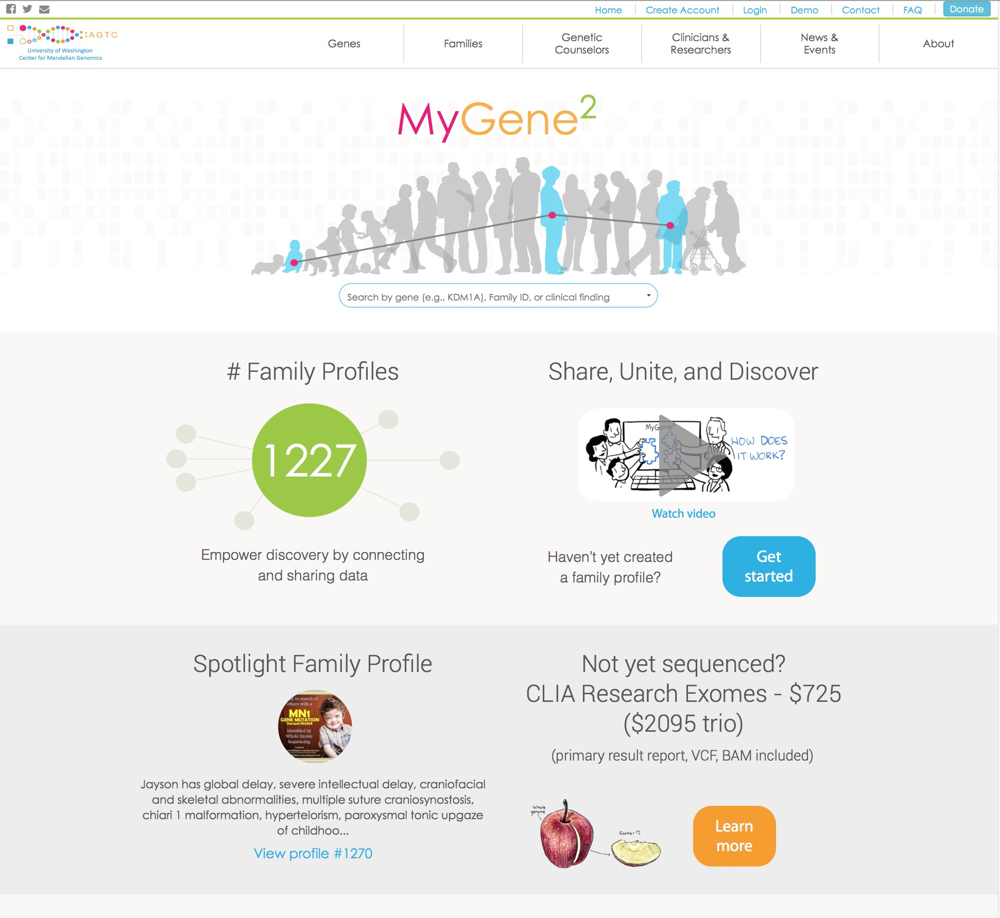 Home
Create Account
Login
Demo
Contact
FAQ
Donate
:AGTC
University of Washington
Center for Mendelian Genomics
Genes
Families
Genetic
Counselors
Clinicians &
Researchers
News &
Events
About
MyGene2
Search by gene (e.g., KDM1A), Family ID, or clinical finding
# Family Profiles
1227
Empower discovery by connecting
and sharing data
Share, Unite, and Discover
MyGene2
HOW DOES
IT WORK?
Watch video
Haven't yet created
a family profile?
Get
started
Spotlight Family Profile
in search of
others with a
MN1
GENE MUTATION
Variant R1295X
identified by
Whole Exome
Sequencing
Contact:
Jayson has global delay, severe intellectual delay, craniofacial
and skeletal abnormalities, multiple suture craniosynostosis,
chiari 1 malformation, hypertelorism, paroxysmal tonic upgaze
of childhoo...
View profile #1270
Not yet sequenced?
CLIA Research Exomes - $725
($2095 trio)
(primary result report, VCF, BAM included)
Whole
genome
Exome = 1%
Learn
more